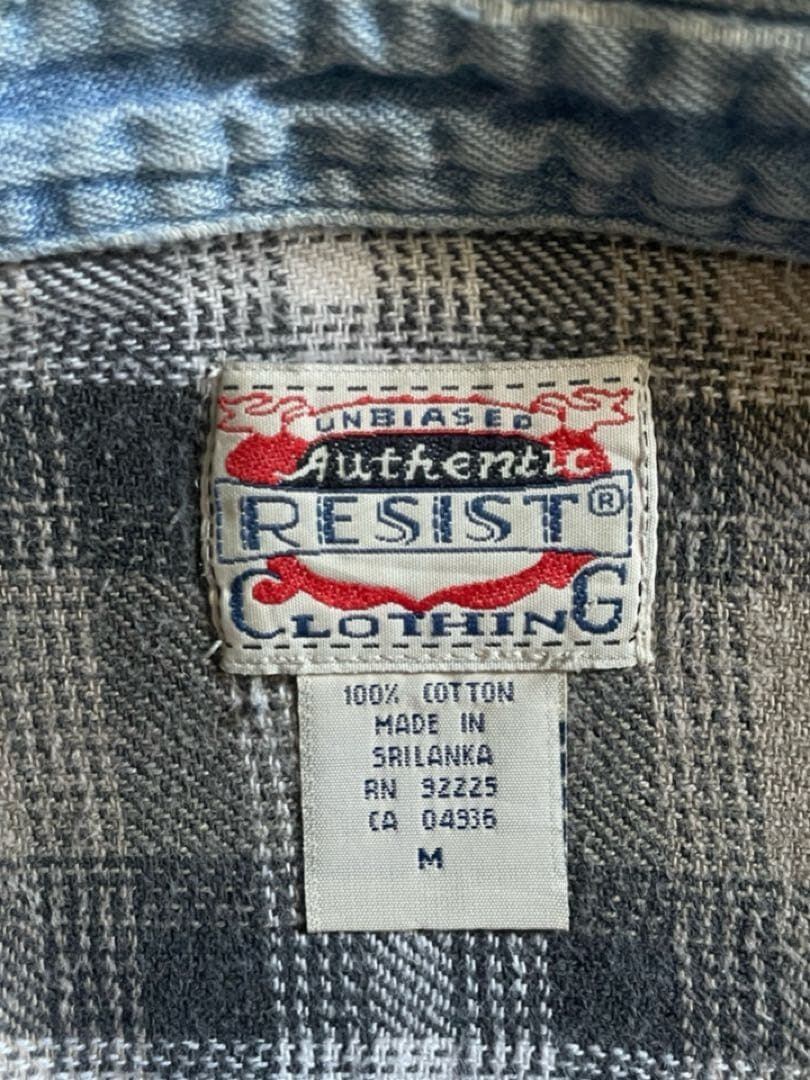 UNBIASED
Authentic
RESIST®
CLOTHING
100% COTTON
MADE IN
SRILANKA
RN 92225
CA 04936
M